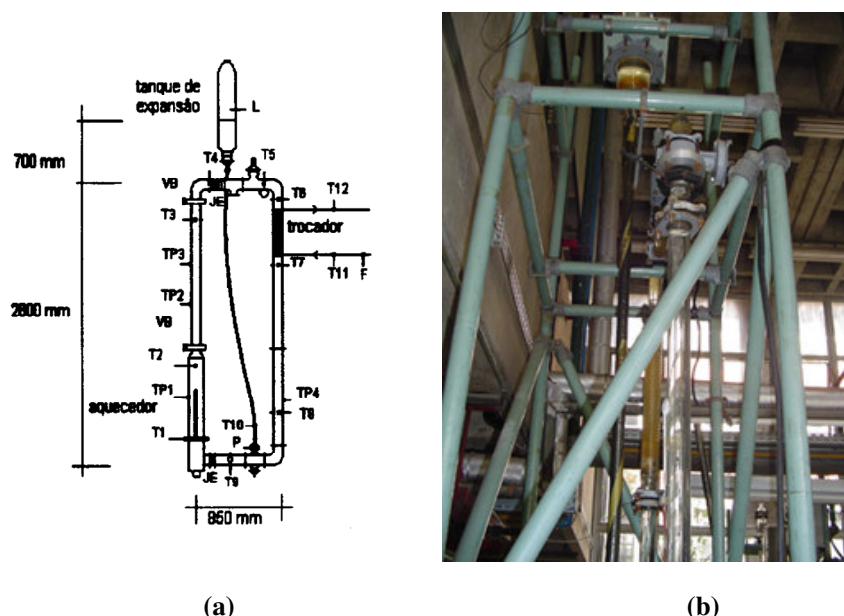 tanque de
expansão
L
700 mm
T4
T5
VB
JE
T12
T6
T3
trocador
TP3
T7
T11
F
2800 mm
TP2
VB
T2
TP1
TP4
aquecedor
T8
T10
T1
P
JE
T9
850 mm
(a)
(b)